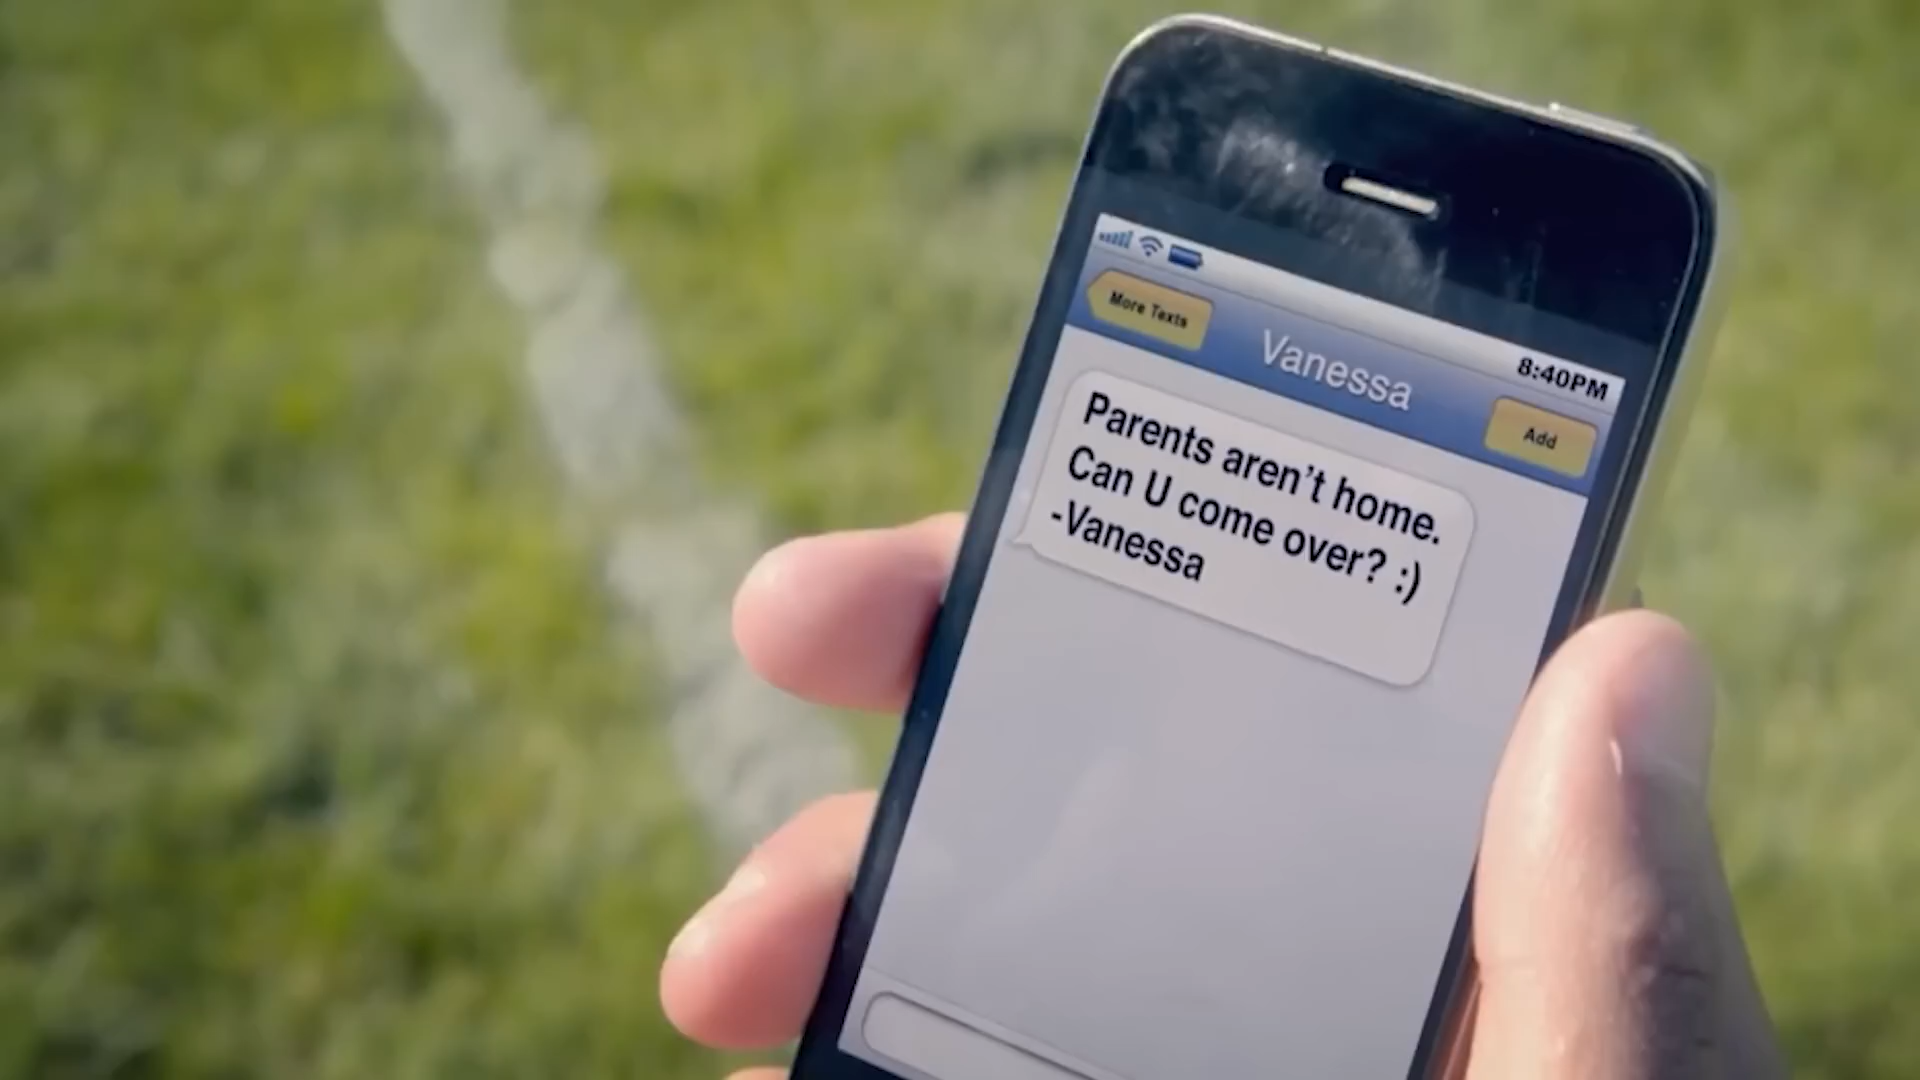 8:40PM
More Texts
Vanessa
Add
Parents aren't home.
Can U come over? :)
-Vanessa